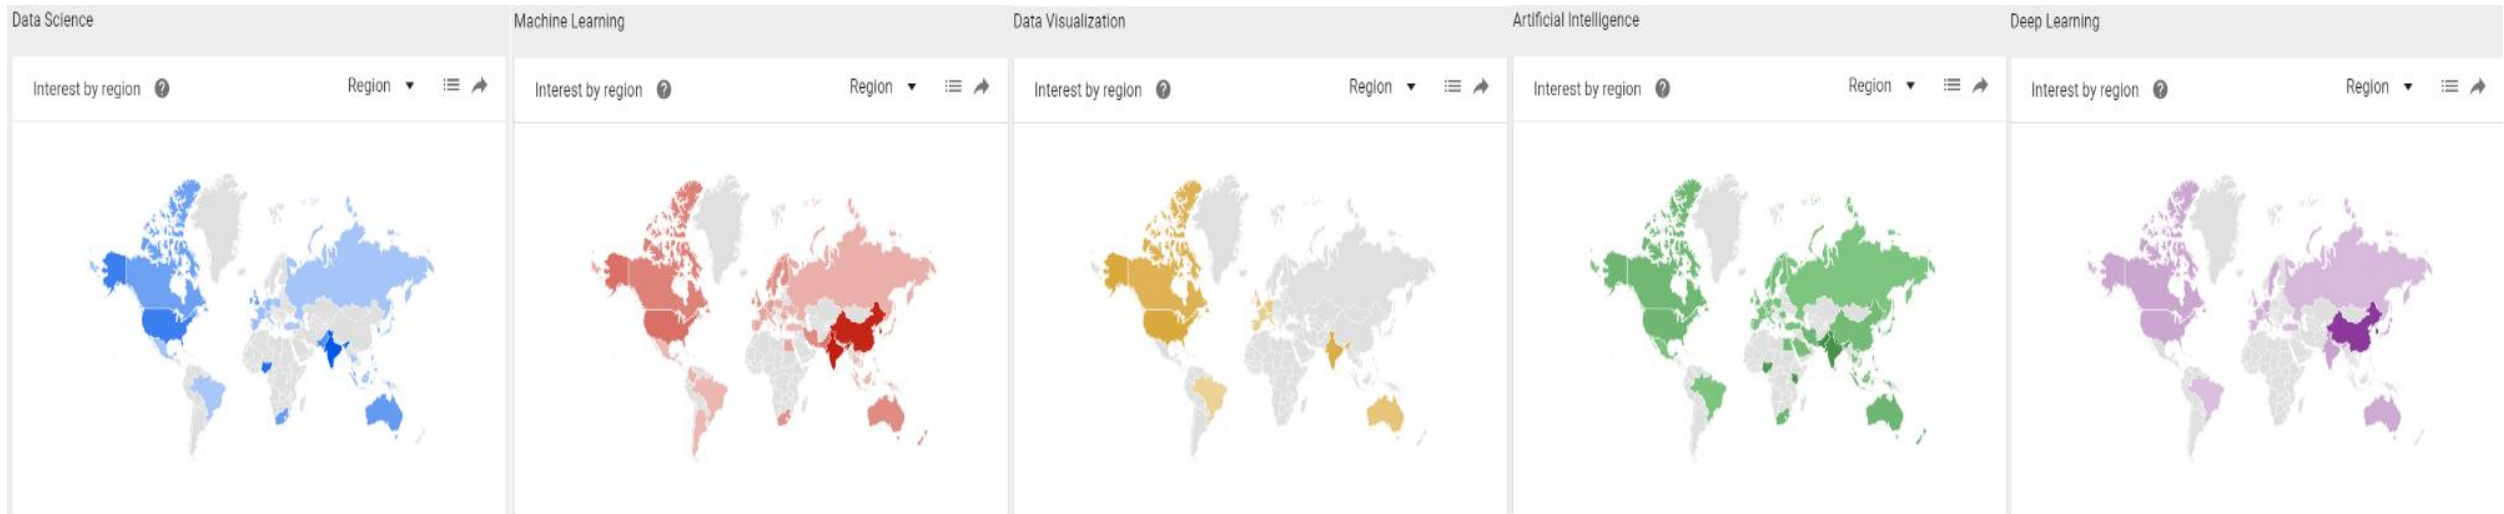 Data Science
Interest by region
Region
Machine Learning
Interest by region
Region
Data Visualization
Interest by region
Region
Artificial Intelligence
Interest by region
Region
Deep Learning
Interest by region
Region